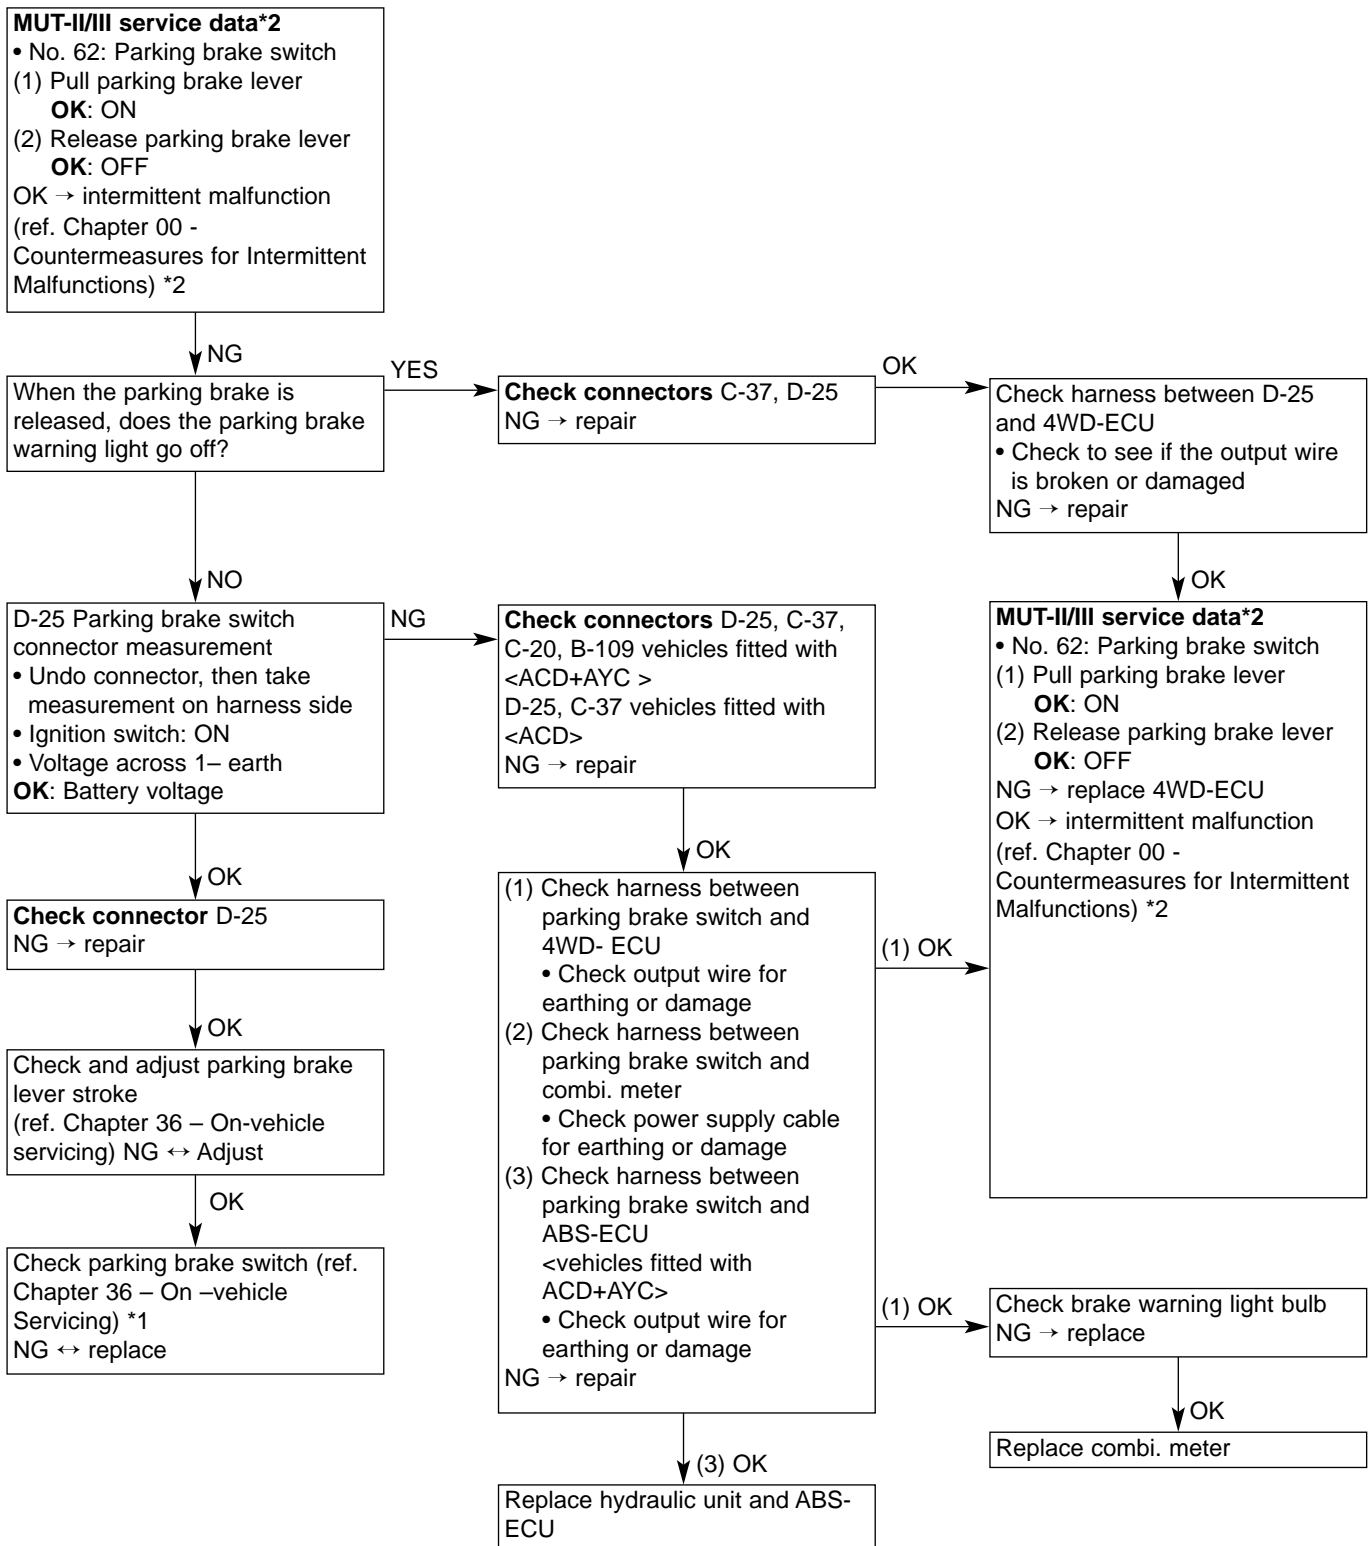 MUT-II/III service data*2
• No. 62: Parking brake switch
(1) Pull parking brake lever
OK: ON
(2) Release parking brake lever
OK: OFF
OK → intermittent malfunction
(ref. Chapter 00 -
Countermeasures for Intermittent
Malfunctions) *2
NG
When the parking brake is
released, does the parking brake
warning light go off?
YES
Check connectors C-37, D-25
NG → repair
OK
Check harness between D-25
and 4WD-ECU
• Check to see if the output wire
is broken or damaged
NG → repair
NO
OK
D-25 Parking brake switch
connector measurement
• Undo connector, then take
measurement on harness side
• Ignition switch: ON
• Voltage across 1– earth
OK: Battery voltage
NG
Check connectors D-25, C-37,
C-20, B-109 vehicles fitted with
<ACD+AYC >
D-25, C-37 vehicles fitted with
<ACD>
NG → repair
MUT-II/III service data*2
• No. 62: Parking brake switch
(1) Pull parking brake lever
OK: ON
(2) Release parking brake lever
OK: OFF
NG → replace 4WD-ECU
OK → intermittent malfunction
(ref. Chapter 00 -
Countermeasures for Intermittent
Malfunctions) *2
OK
OK
Check connector D-25
NG → repair
(1) Check harness between
parking brake switch and
4WD- ECU
• Check output wire for
earthing or damage
(2) Check harness between
parking brake switch and
combi. meter
• Check power supply cable
for earthing or damage
(3) Check harness between
parking brake switch and
ABS-ECU
<vehicles fitted with
ACD+AYC>
• Check output wire for
earthing or damage
NG → repair
(1) OK
OK
Check and adjust parking brake
lever stroke
(ref. Chapter 36 – On-vehicle
servicing) NG ↔ Adjust
OK
Check parking brake switch (ref.
Chapter 36 – On –vehicle
Servicing) *1
NG ↔ replace
(1) OK
Check brake warning light bulb
NG → replace
OK
Replace combi. meter
(3) OK
Replace hydraulic unit and ABS-
ECU